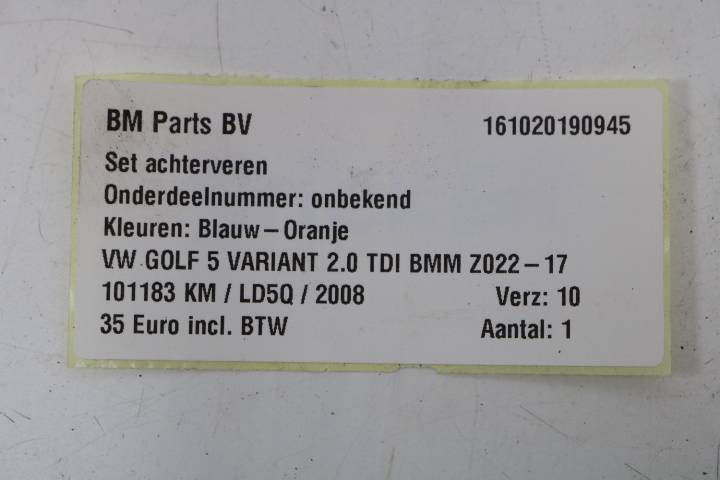 BM Parts BV 161020190945
Set achterveren
Onderdeelnummer: onbekend
Kleuren: Blauw-Oranje
VW GOLF 5 VARIANT 2.0 TDI BMM Z022-17
101183 KM / LD5Q / 2008 Verz: 10
35 Euro incl. BTW Aantal: 1